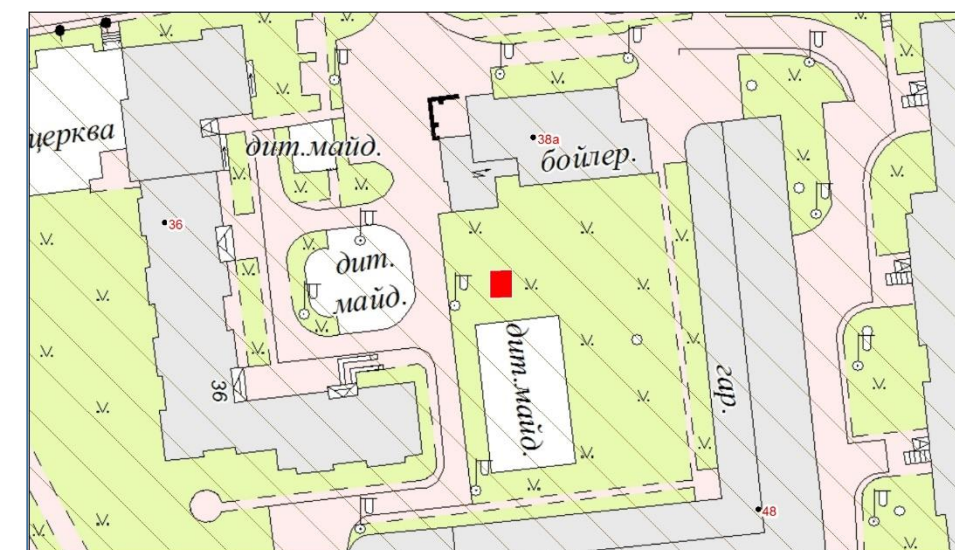 церква
дит.майд.
38а
бойлер.
36
дит.
майд.
дит.майд.
36
гар.
48